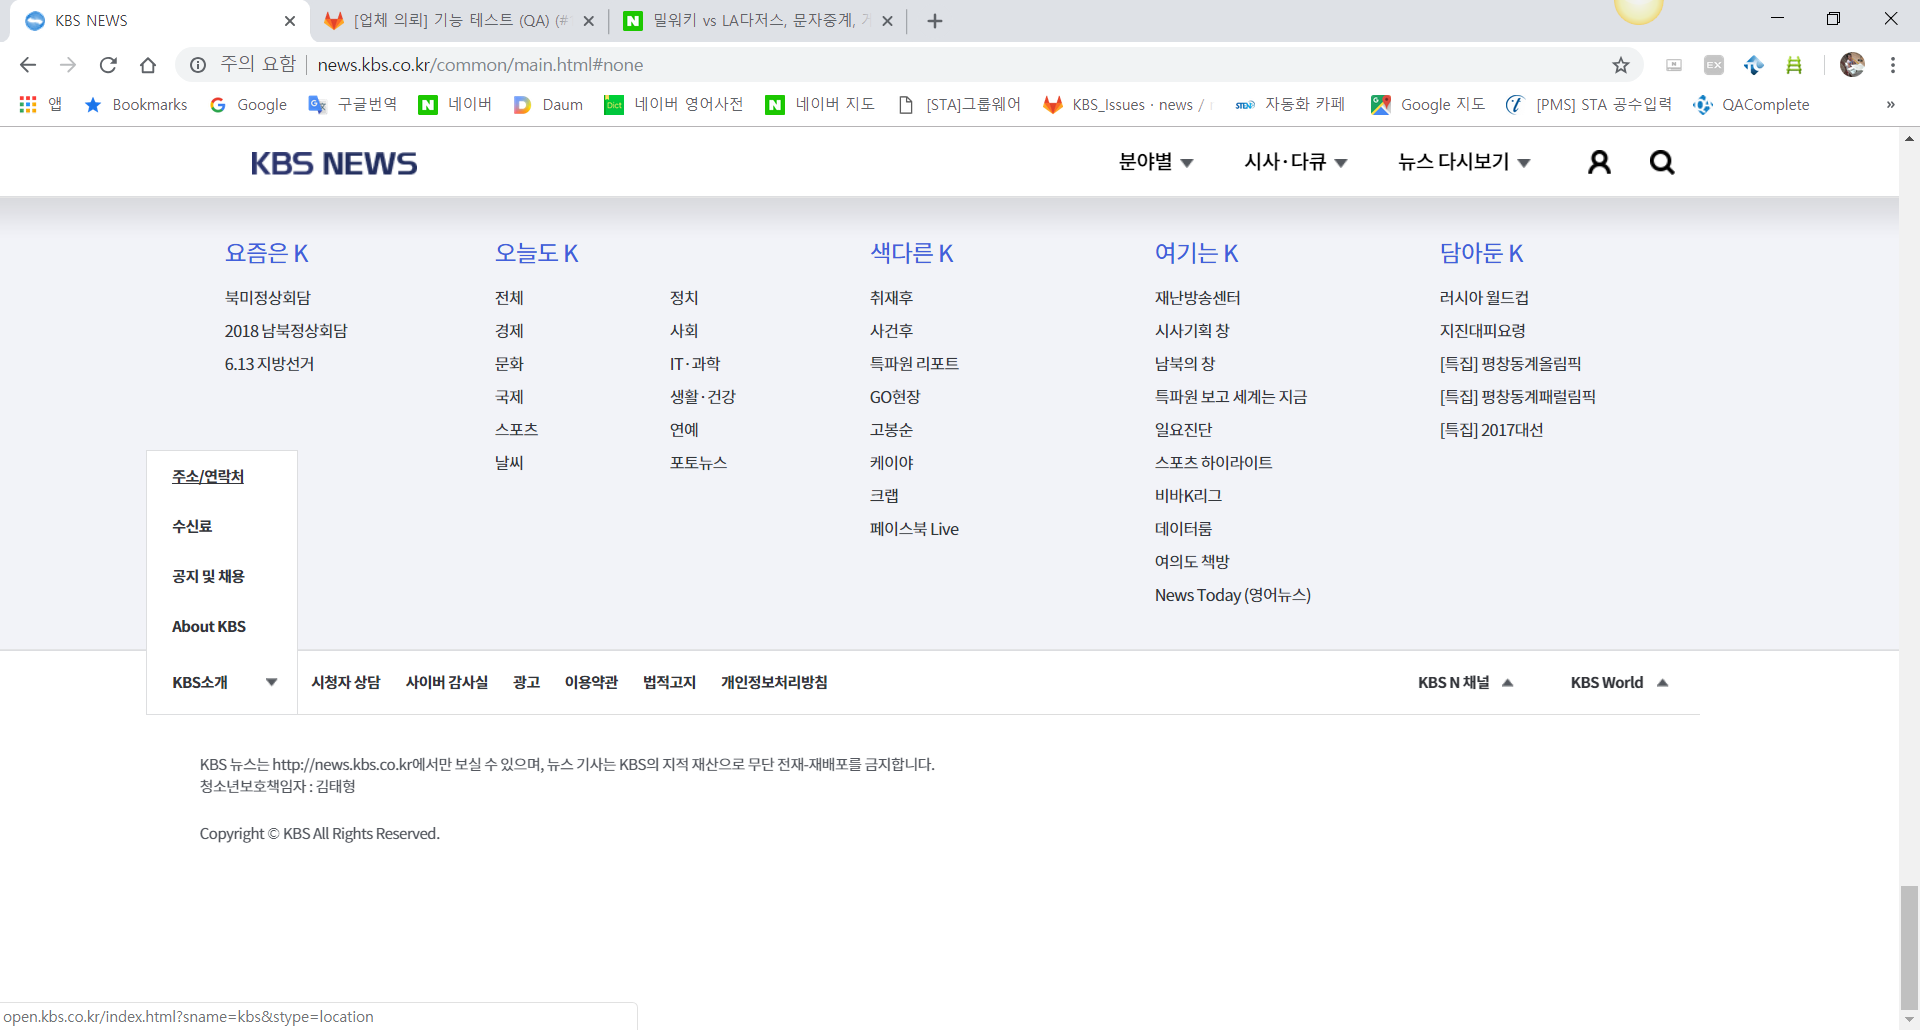 KBS NEWS
[업체 의뢰] 기능 테스트 (QA) (#
밀워키 vs LA다저스, 문자중계,
주의 요함 news.kbs.co.kr/common/main.html#none
앱 Bookmarks Google 구글번역 네이버 Daum 네이버 영어사전 네이버 지도 [STA]그룹웨어 KBS_Issues · news / 자동화 카페 Google 지도 [PMS] STA 공수입력 QAComplete »
KBS NEWS 분야별 시사·다큐 뉴스 다시보기
요즘은 K
북미정상회담
2018 남북정상회담
6.13 지방선거
오늘도 K
전체 정치
경제 사회
문화 IT·과학
국제 생활·건강
스포츠 연예
날씨 포토뉴스
색다른 K
취재후
사건후
특파원 리포트
GO현장
고봉순
케이야
크랩
페이스북 Live
여기는 K
재난방송센터
시사기획 창
남북의 창
특파원 보고 세계는 지금
일요진단
스포츠 하이라이트
비바K리그
데이터룸
여의도 책방
News Today (영어뉴스)
담아둔 K
러시아 월드컵
지진대피요령
[특집] 평창동계올림픽
[특집] 평창동계패럴림픽
[특집] 2017대선
주소/연락처
수신료
공지 및 채용
About KBS
KBS소개 시청자 상담 사이버 감사실 광고 이용약관 법적고지 개인정보처리방침 KBS N 채널 KBS World
KBS 뉴스는 http://news.kbs.co.kr에서만 보실 수 있으며, 뉴스 기사는 KBS의 지적 재산으로 무단 전재-재배포를 금지합니다.
청소년보호책임자 : 김태형
Copyright © KBS All Rights Reserved.
open.kbs.co.kr/index.html?sname=kbs&stype=location